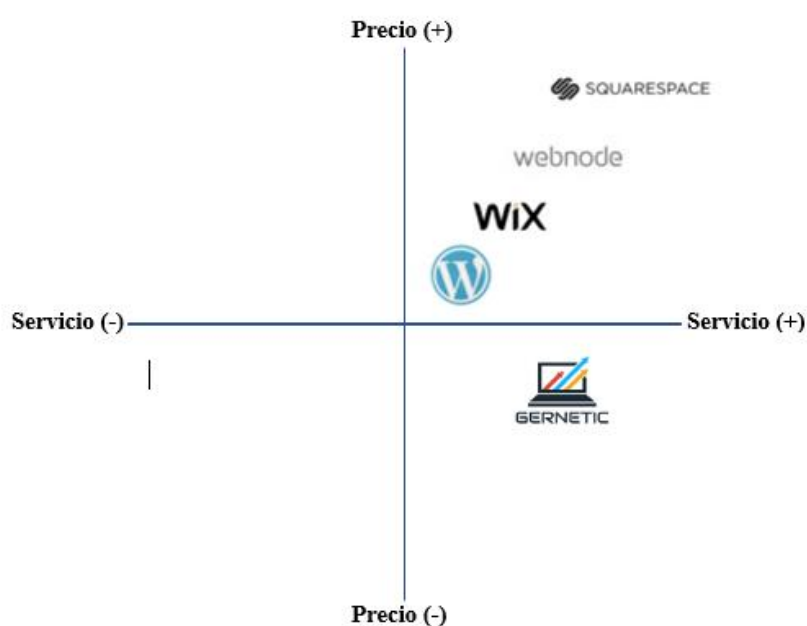 Precio (+)
SQUARESPACE
webnode
WiX
W
Servicio (-)
Servicio (+)
GERNETIC
Precio (-)